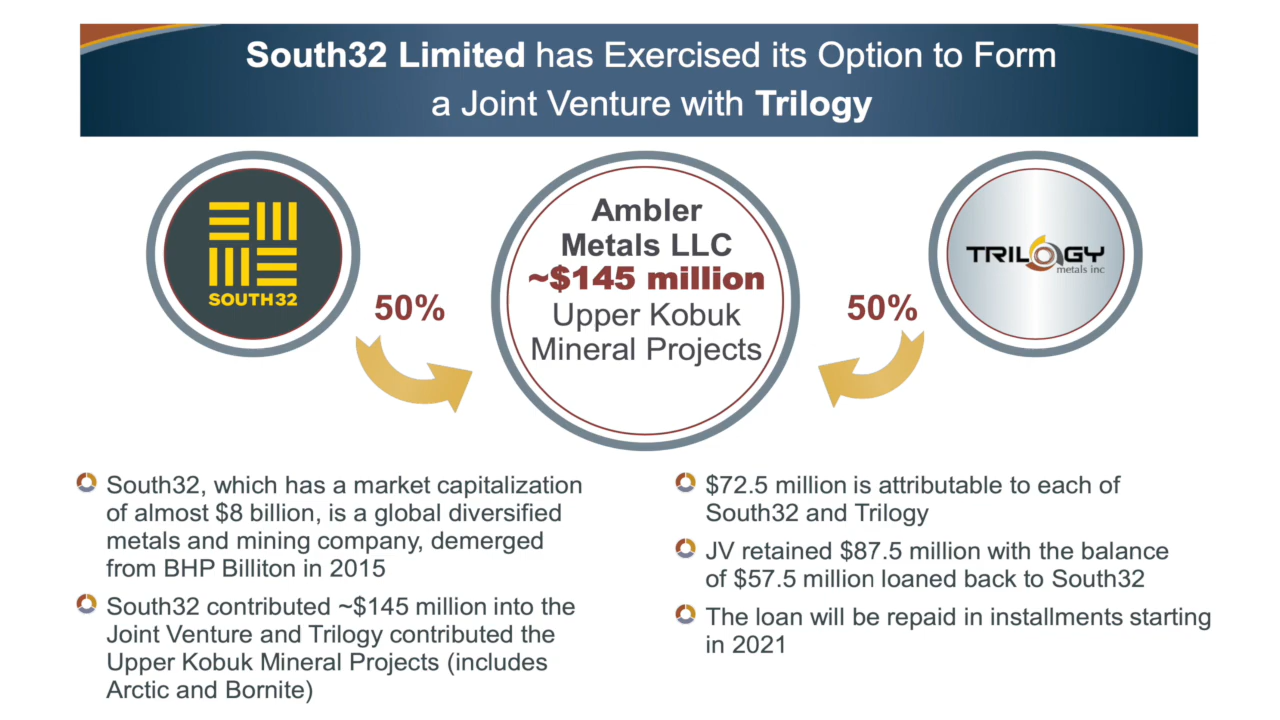 South32 Limited has Exercised its Option to Form
a Joint Venture with Trilogy
SOUTH32
50%
Ambler
Metals LLC
~$145 million
Upper Kobuk
Mineral Projects
50%
TRILOGY
metals inc
South32, which has a market capitalization
of almost $8 billion, is a global diversified
metals and mining company, demerged
from BHP Billiton in 2015
South32 contributed ~$145 million into the
Joint Venture and Trilogy contributed the
Upper Kobuk Mineral Projects (includes
Arctic and Bornite)
$72.5 million is attributable to each of
South32 and Trilogy
JV retained $87.5 million with the balance
of $57.5 million loaned back to South32
The loan will be repaid in installments starting
in 2021